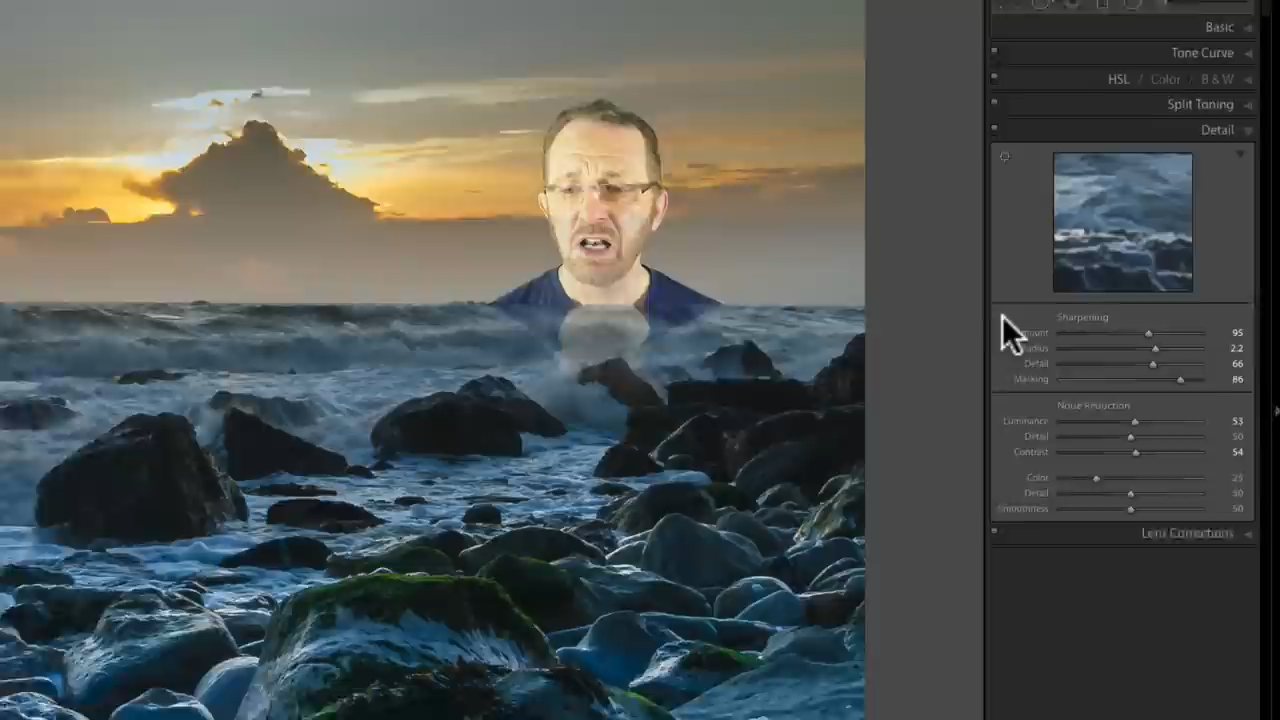 Basic
Tone Curve
HSL / Color / B & W
Split Toning
Detail
Sharpening
95
2.2
Detail 66
Marking 86
Noise Reduction
Luminance 53
Detail 50
Contrast 54
Color 25
Detail 50
Smoothness 50
Lens Corrections